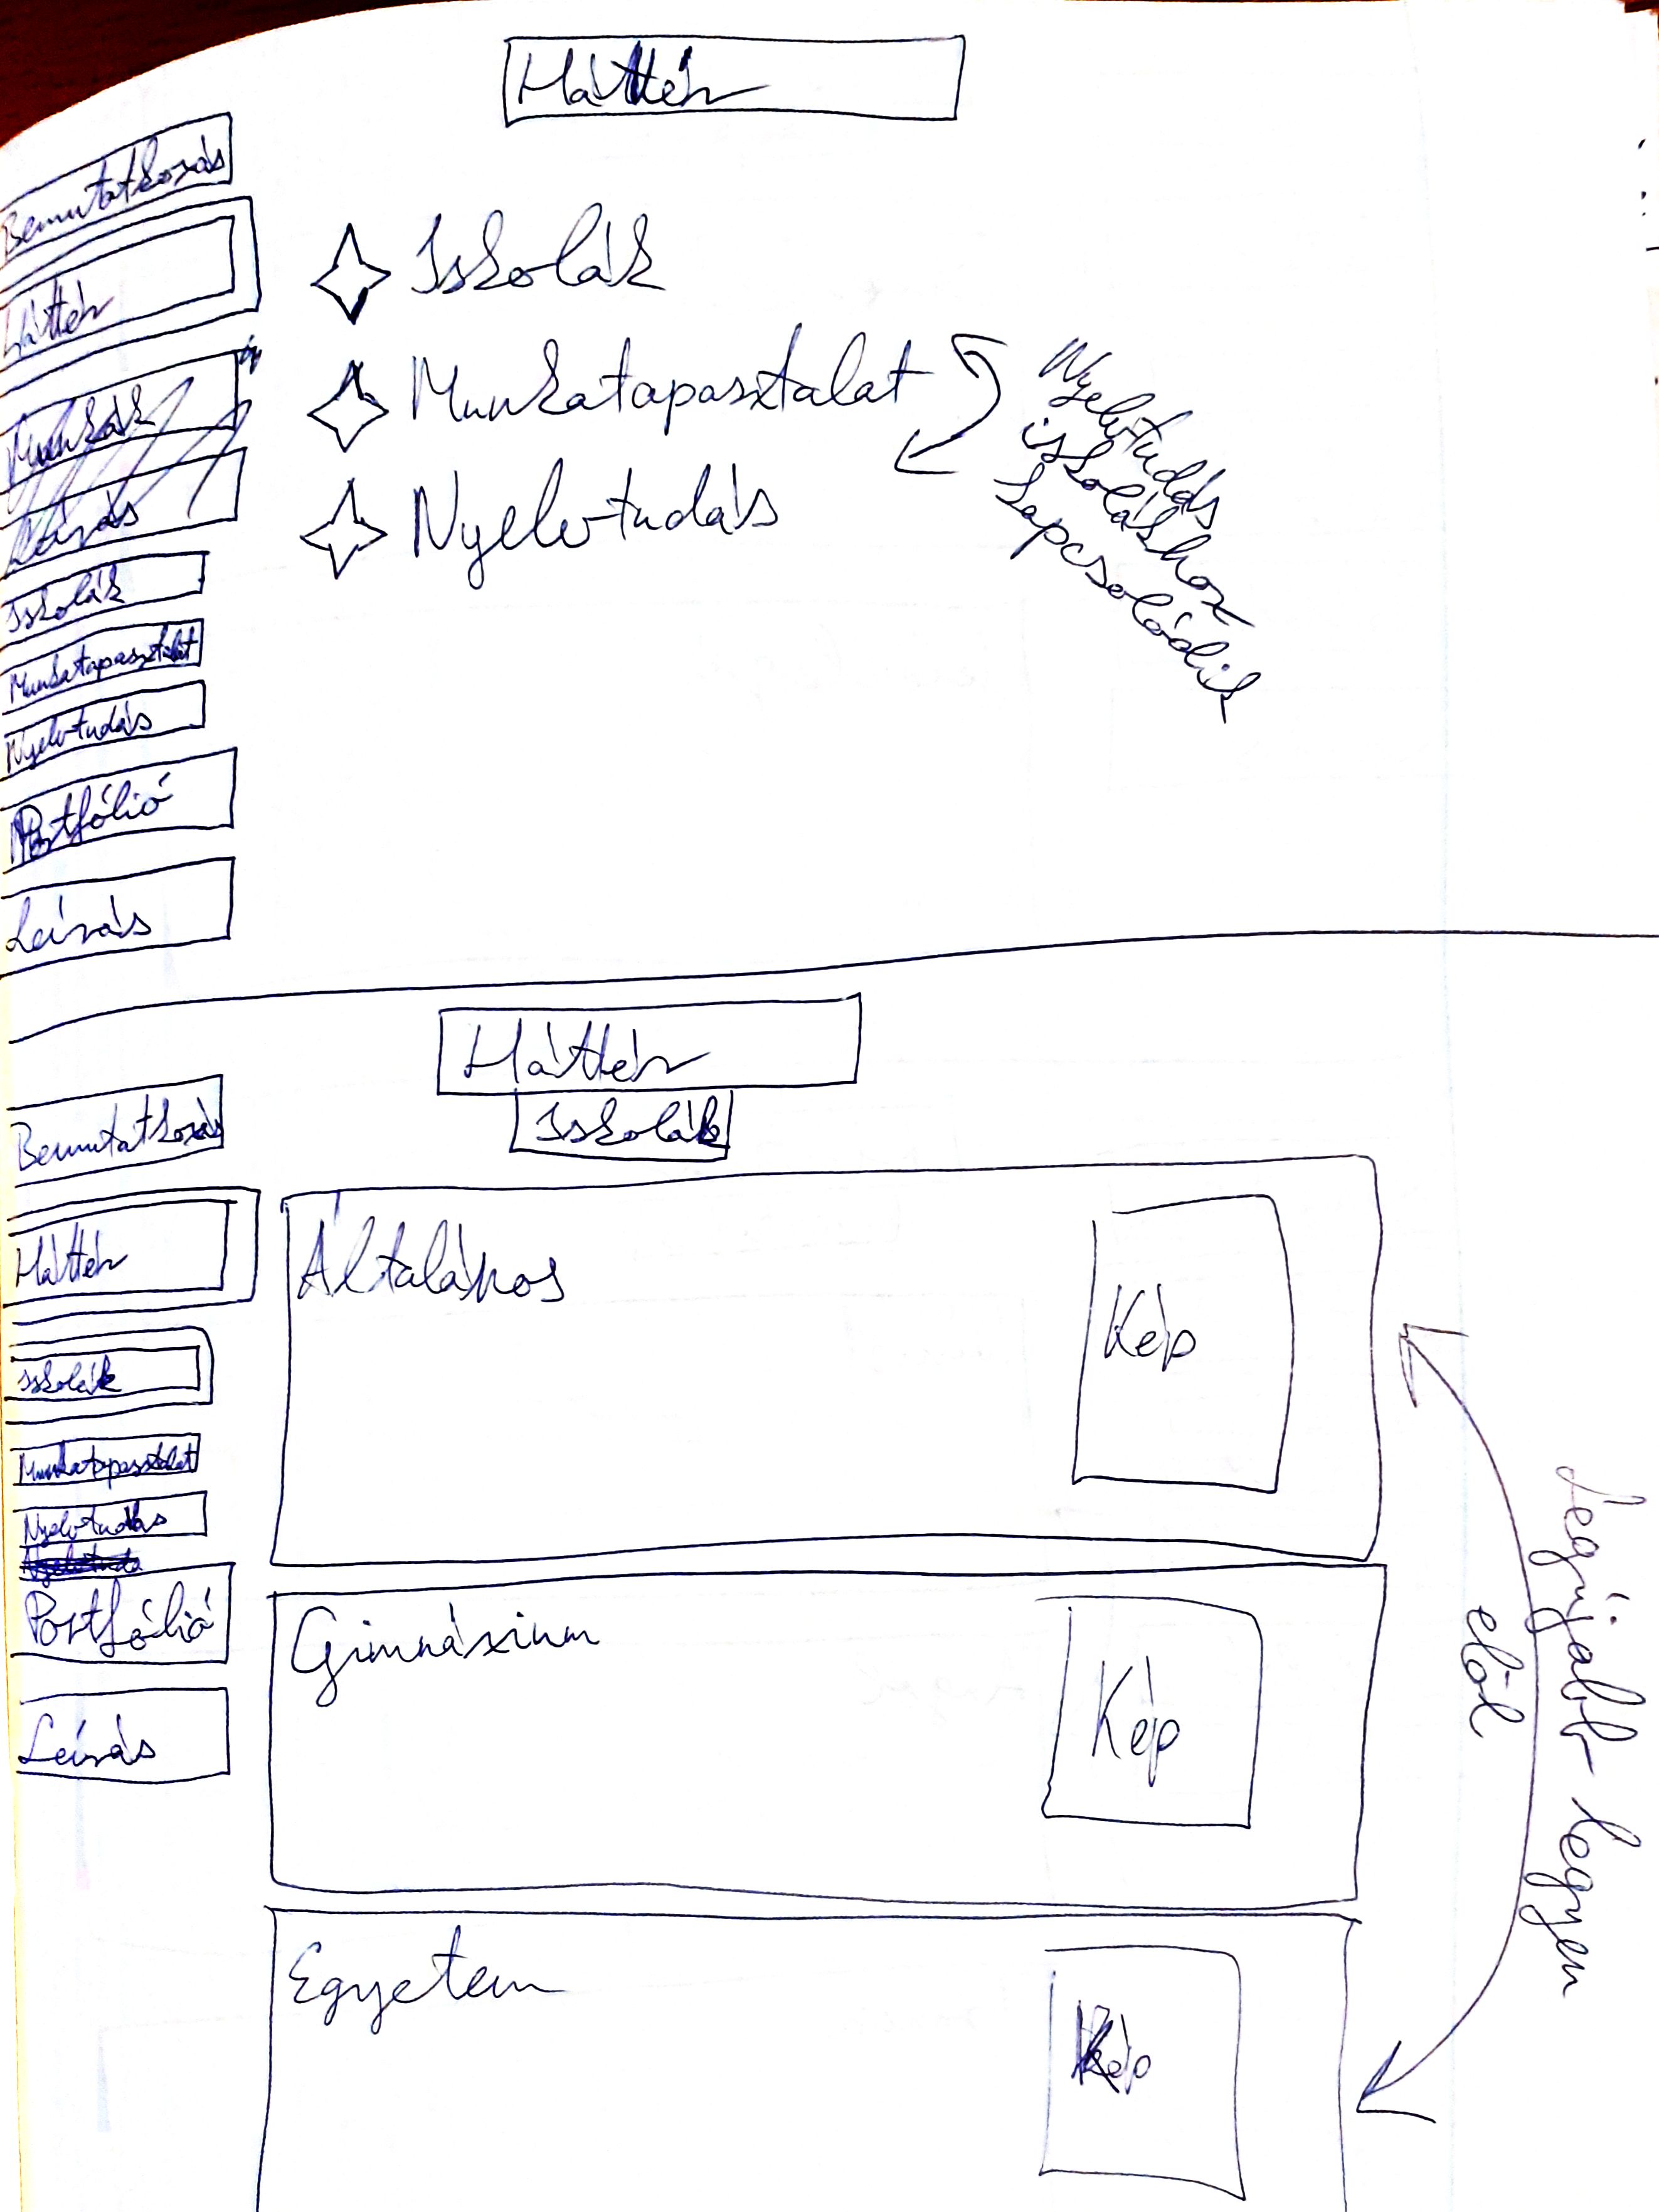 Háttér
Bemutatkozás
Háttér
Munkák
Leírás
Iskolák
Munkatapasztalat
Nyelvtudás
Portfólió
Leírás
Iskolák
Munkatapasztalat
Nyelvtudás
Nyelvtudás
iskolákhoz
kapcsolódik
Háttér
Iskolák
Bemutatkozás
Háttér
Iskolák
Munkatapasztalat
Nyelvtudás
Nyelvtudá
Portfólió
Leírás
Általános
Kép
Gimnázium
Kép
Egyetem
Kép
Legújabb legyen
elöl